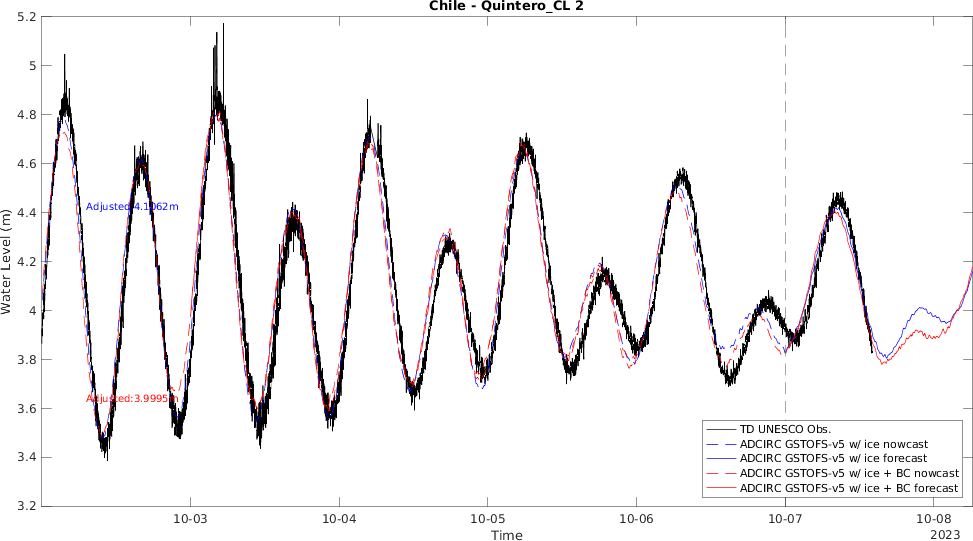 Chile - Quintero_CL 2
5.2
5
4.8
4.6
4.4
4.2
4
3.8
3.6
3.4
3.2
Water Level (m)
Adjusted:4.1062m
Adjusted:3.9995m
TD UNESCO Obs.
ADCIRC GSTOFS-v5 w/ ice nowcast
ADCIRC GSTOFS-v5 w/ ice forecast
ADCIRC GSTOFS-v5 w/ ice + BC nowcast
ADCIRC GSTOFS-v5 w/ ice + BC forecast
10-03 10-04 10-05 10-06 10-07 10-08
Time 2023